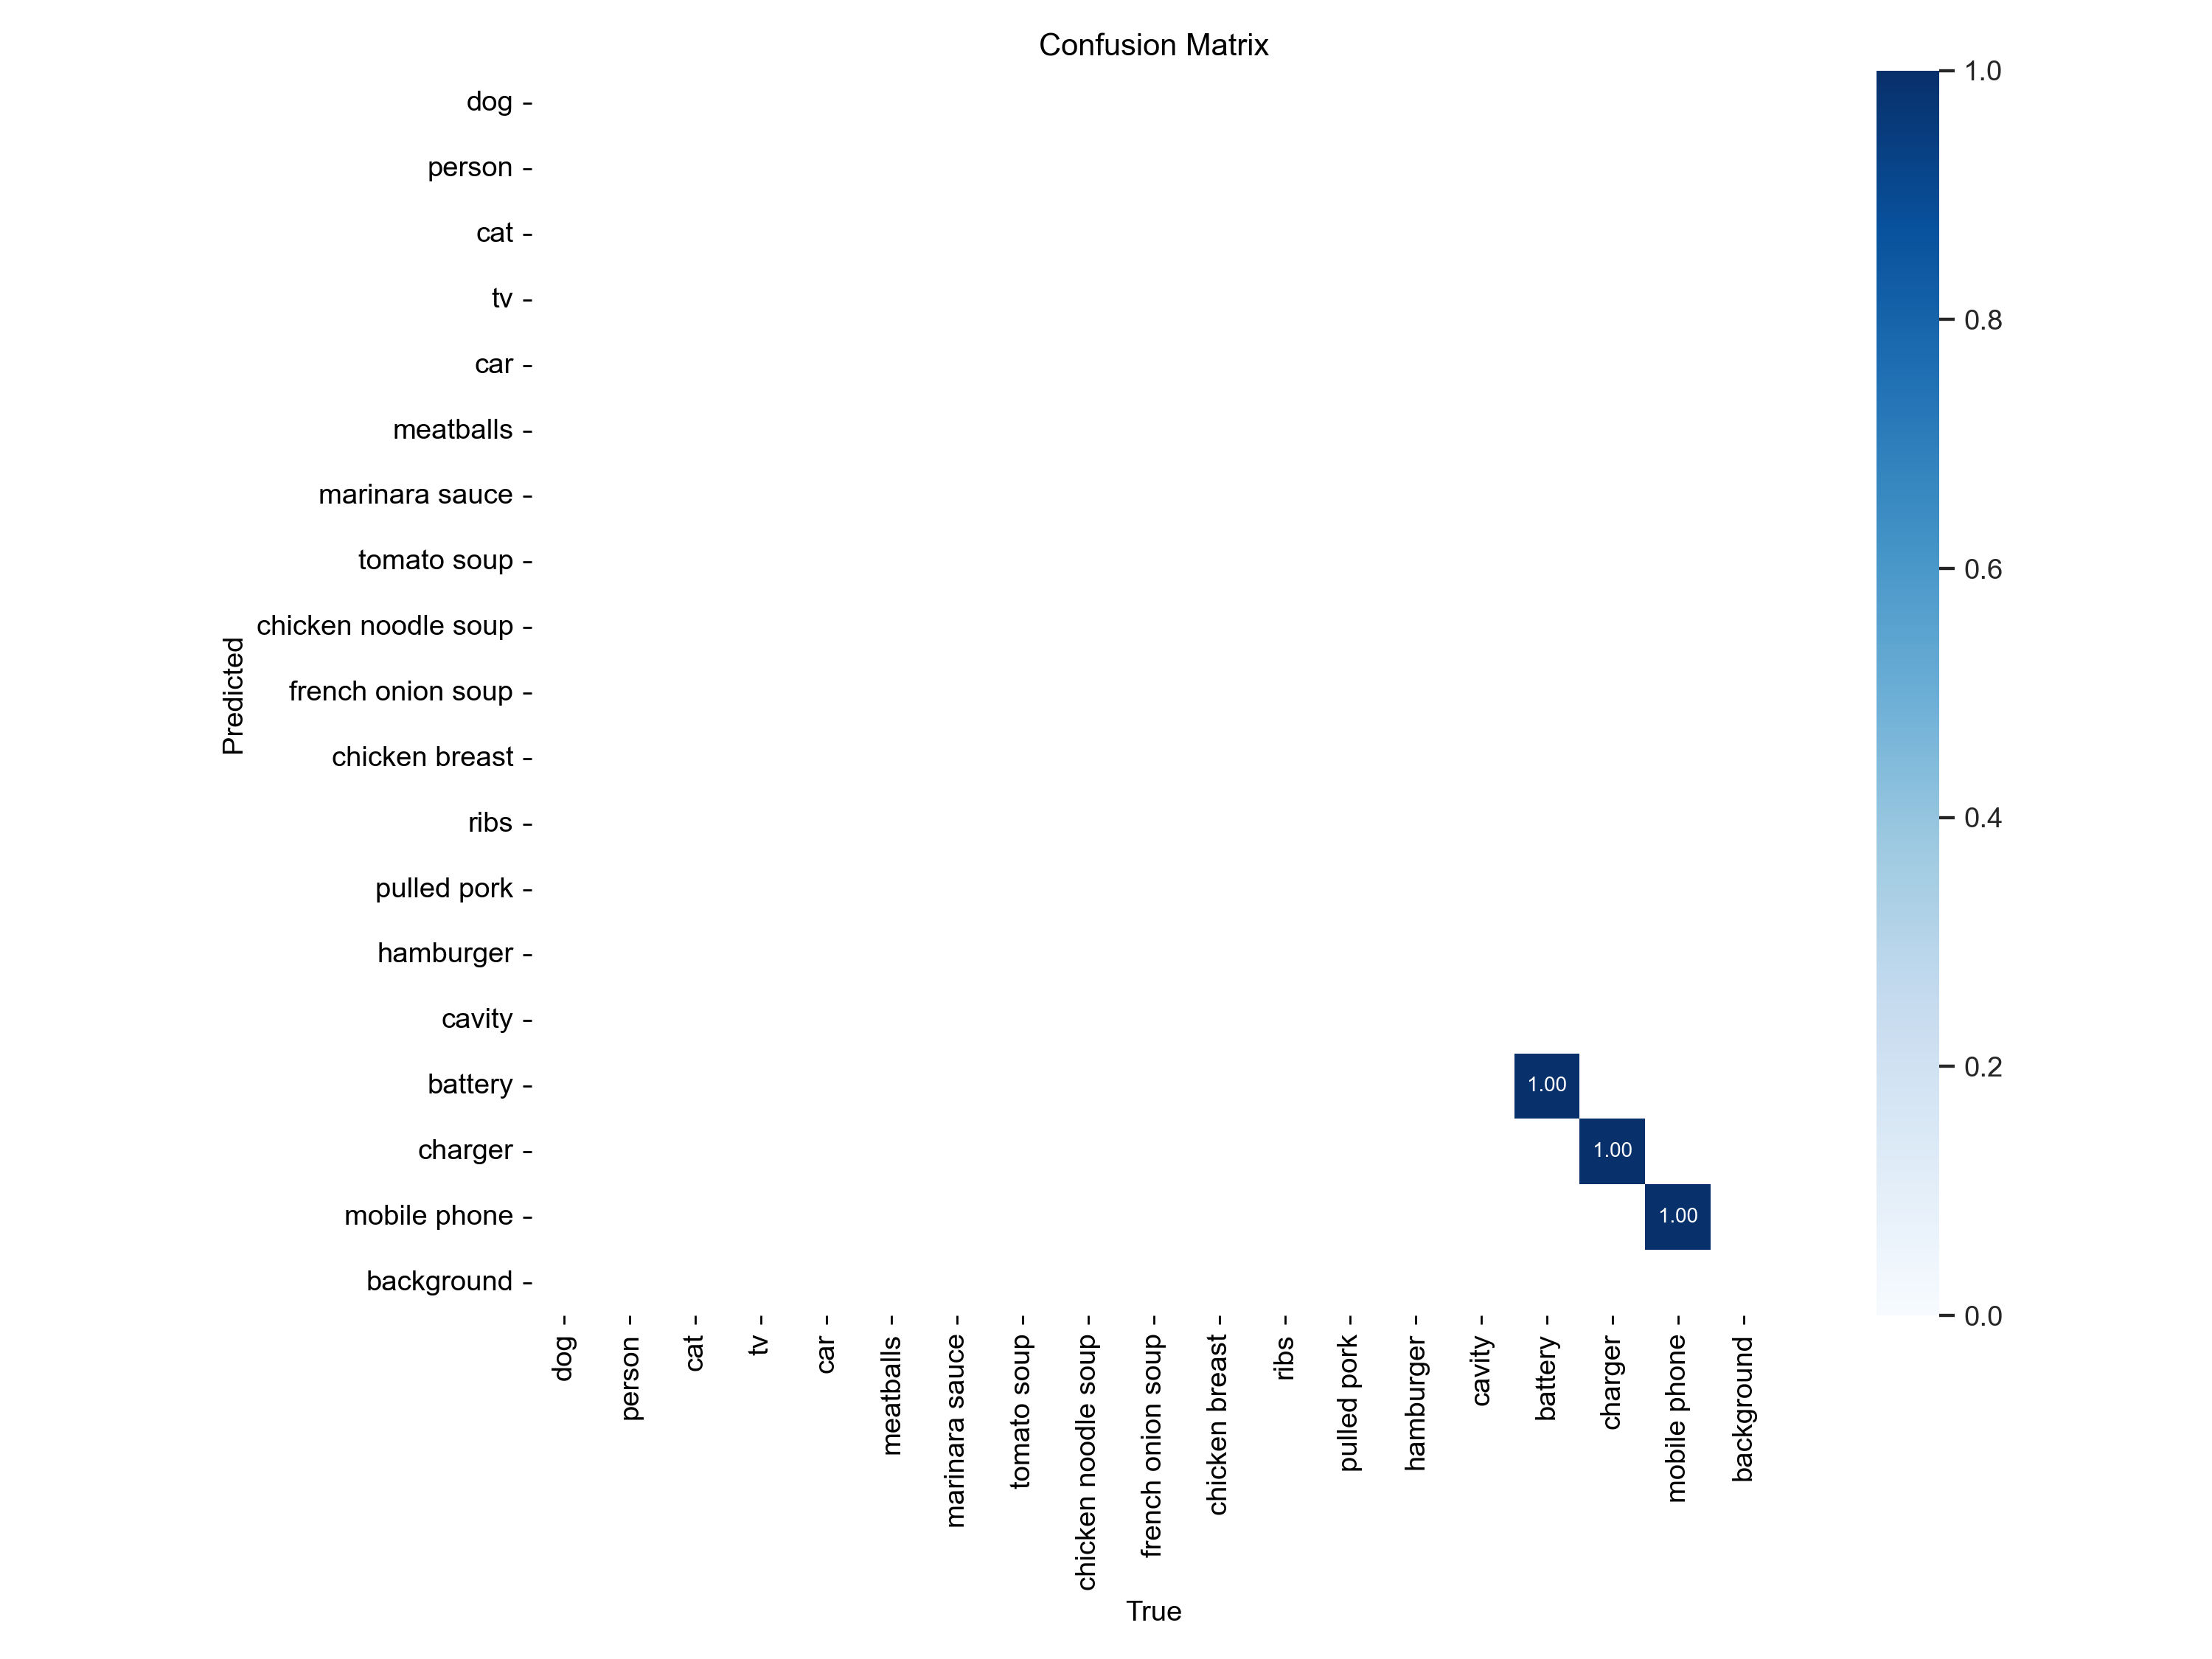 Confusion Matrix
dog
person
cat
tv
car
meatballs
marinara sauce
tomato soup
chicken noodle soup
french onion soup
chicken breast
ribs
pulled pork
hamburger
cavity
battery
charger
mobile phone
background
Predicted
1.00
1.00
1.00
dog
person
cat
tv
car
meatballs
marinara sauce
tomato soup
chicken noodle soup
french onion soup
chicken breast
ribs
pulled pork
hamburger
cavity
battery
charger
mobile phone
background
True
1.0
0.8
0.6
0.4
0.2
0.0